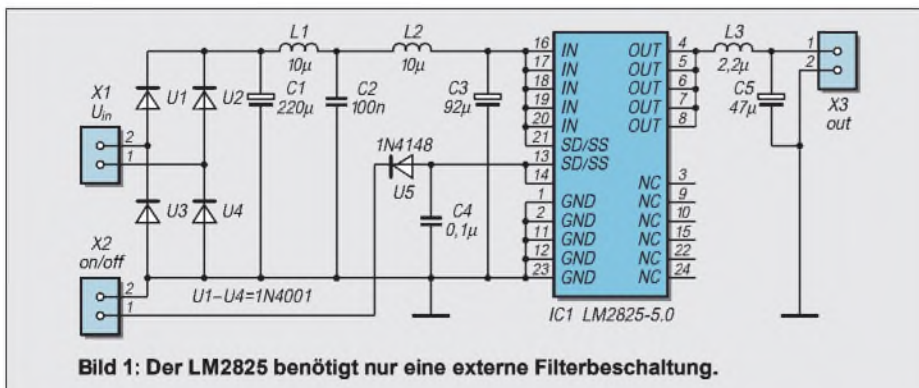 L1
10µ
L2
10µ
X1
Uin
2
1
U1
U2
C1
220µ
C2
100n
C3
92µ
U3
U4
1N4148
U5
C4
0,1µ
X2
on/off
2
1
U1–U4=1N4001
16 IN OUT 4
17 IN OUT 5
18 IN OUT 6
19 IN OUT 7
20 IN OUT 8
21 SD/SS
13 SD/SS
14 NC 3
1 GND NC 9
2 GND NC 10
11 GND NC 15
12 GND NC 22
23 GND NC 24
IC1 LM2825-5.0
L3
2,2µ
C5
47µ
1
2
X3
out
Bild 1: Der LM2825 benötigt nur eine externe Filterbeschaltung.